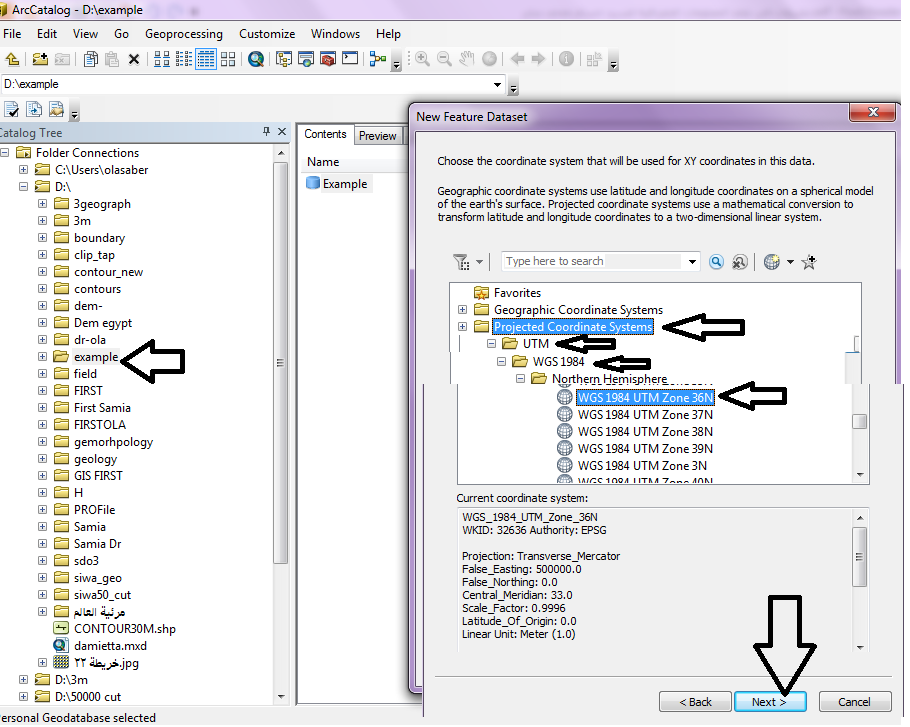 ArcCatalog - D:\example
File Edit View Go Geoprocessing Customize Windows Help
D:\example
Catalog Tree
Folder Connections
C:\Users\olasaber
D:\
3geograph
3m
boundary
clip_tap
contour_new
contours
dem-
Dem egypt
dr-ola
example
field
FIRST
First Samia
FIRSTOLA
gemorhpology
geology
GIS FIRST
H
PROFile
Samia
Samia Dr
sdo3
siwa_geo
siwa50_cut
مرئية العالم
CONTOUR30M.shp
damietta.mxd
خريطة ٢٢.jpg
D:\3m
D:\50000 cut
ersonal Geodatabase selected
Contents Preview
Name
Example
New Feature Dataset
Choose the coordinate system that will be used for XY coordinates in this data.
Geographic coordinate systems use latitude and longitude coordinates on a spherical model
of the earth's surface. Projected coordinate systems use a mathematical conversion to
transform latitude and longitude coordinates to a two-dimensional linear system.
Type here to search
Favorites
Geographic Coordinate Systems
Projected Coordinate Systems
UTM
WGS 1984
Northern Hemisphere
WGS 1984 UTM Zone 36N
WGS 1984 UTM Zone 37N
WGS 1984 UTM Zone 38N
WGS 1984 UTM Zone 39N
WGS 1984 UTM Zone 3N
WGS 1984 UTM Zone 40N
Current coordinate system:
WGS_1984_UTM_Zone_36N
WKID: 32636 Authority: EPSG
Projection: Transverse_Mercator
False_Easting: 500000.0
False_Northing: 0.0
Central_Meridian: 33.0
Scale_Factor: 0.9996
Latitude_Of_Origin: 0.0
Linear Unit: Meter (1.0)
< Back Next > Cancel